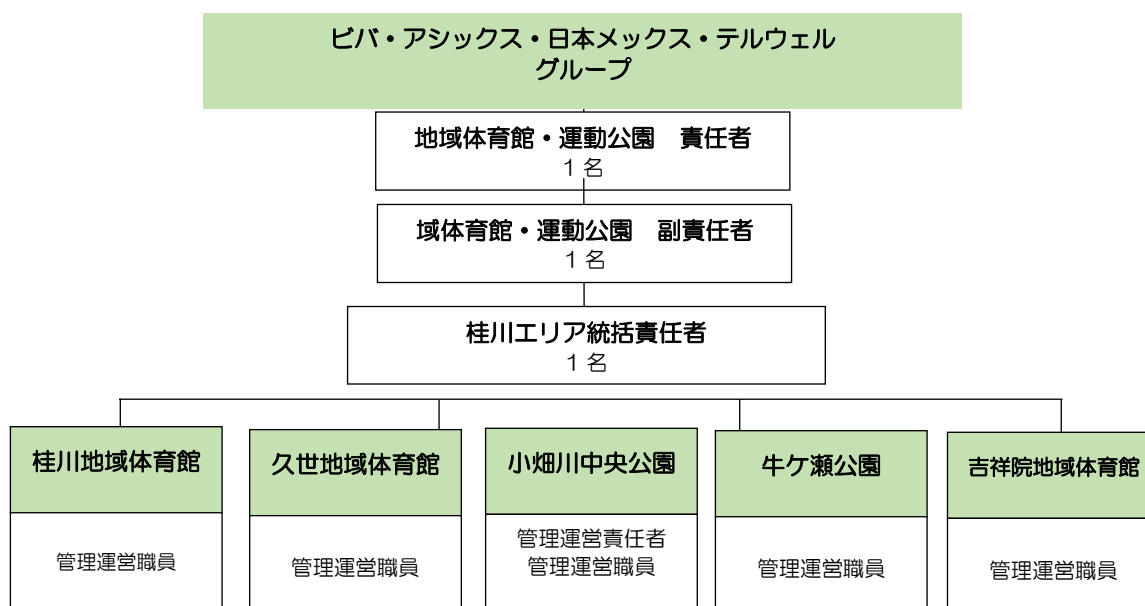 ビバ・アシックス・日本メックス・テルウェル
グループ
地域体育館・運動公園　責任者
1 名
域体育館・運動公園　副責任者
1 名
桂川エリア統括責任者
1 名
桂川地域体育館
管理運営職員
久世地域体育館
管理運営職員
小畑川中央公園
管理運営責任者
管理運営職員
牛ケ瀬公園
管理運営職員
吉祥院地域体育館
管理運営職員